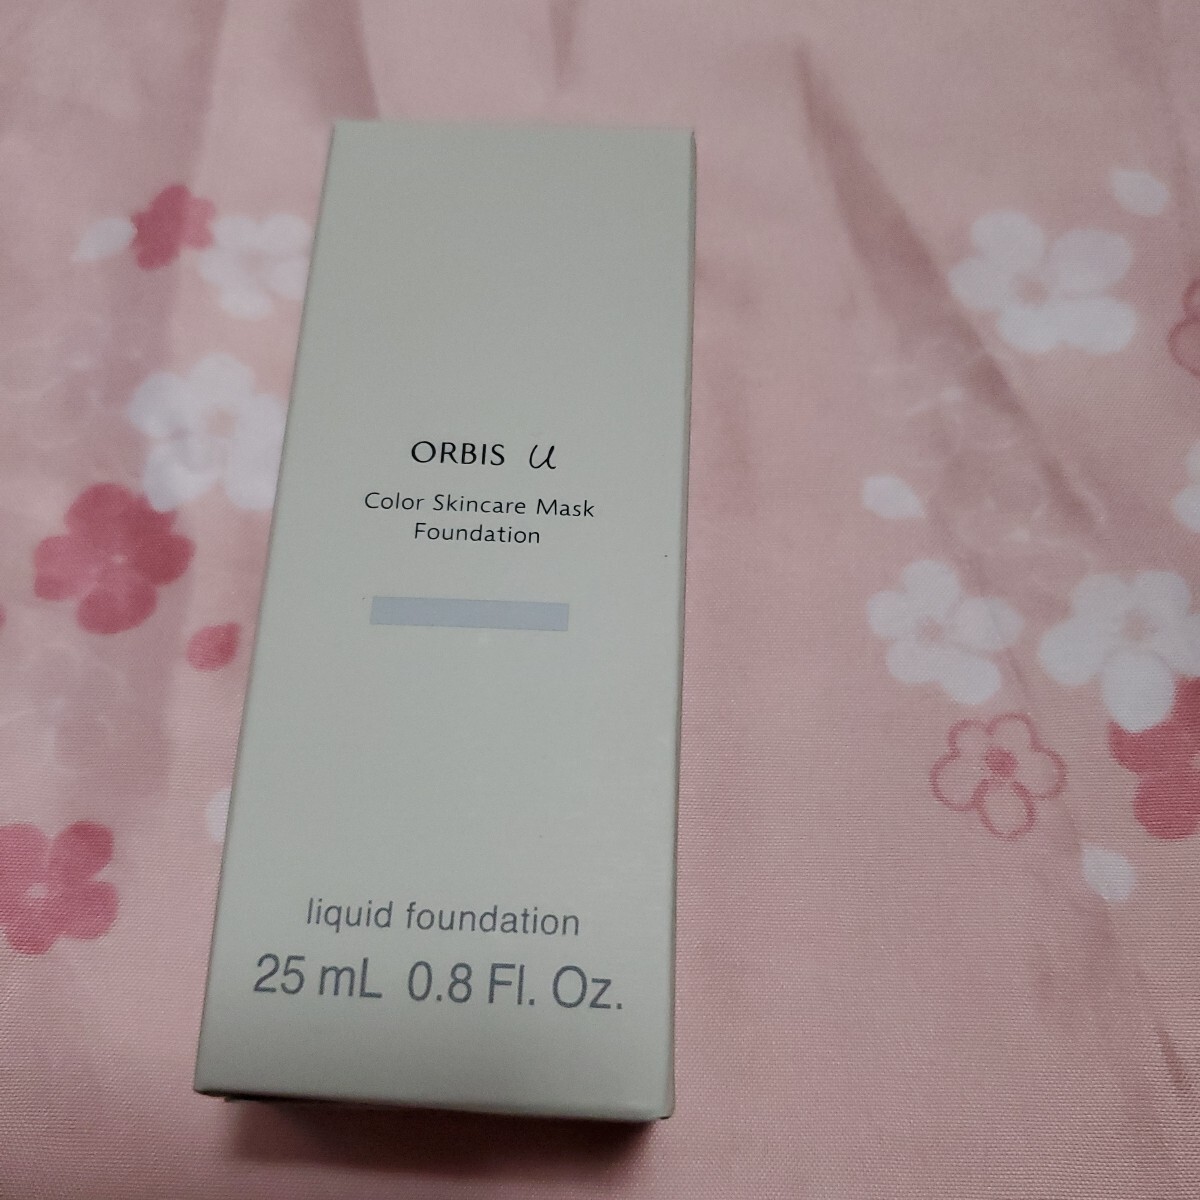 ORBIS u
Color Skincare Mask
Foundation
liquid foundation
25 mL 0.8 Fl. Oz.